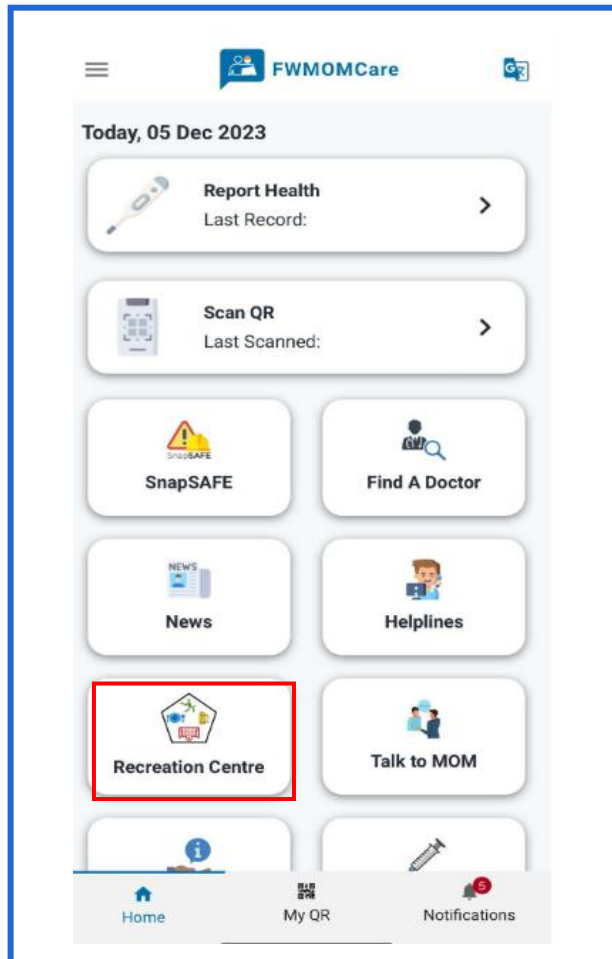 FWMOMCare
Today, 05 Dec 2023
Report Health
Last Record:
Scan QR
Last Scanned:
SnapSAFE
SnapSAFE
Find A Doctor
NEWS
News
Helplines
Recreation Centre
Talk to MOM
5
Home
My QR
Notifications